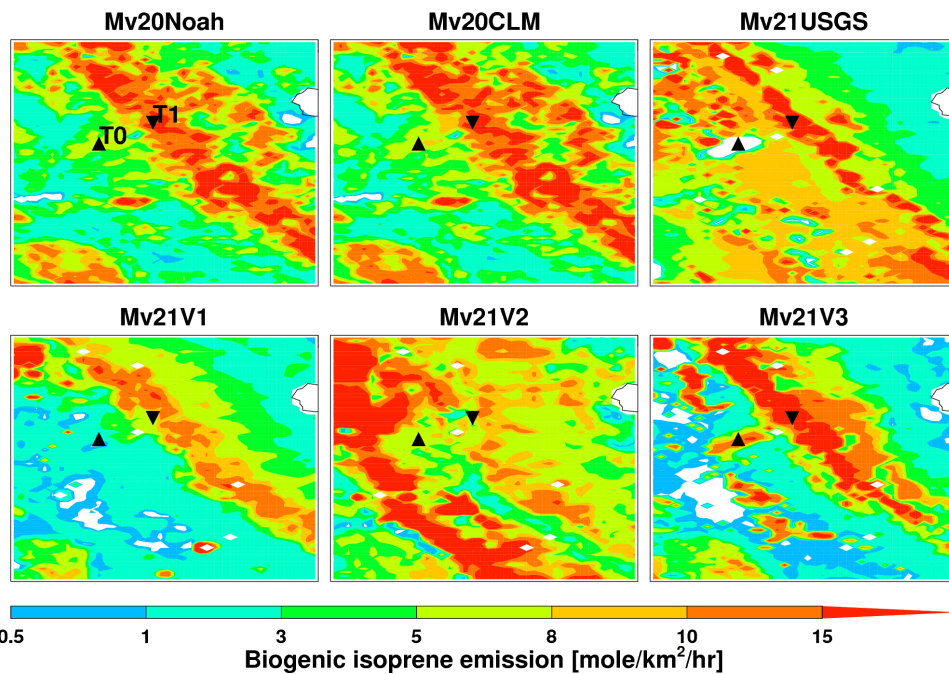 Mv20Noah Mv20CLM Mv21USGS
T1
T0
Mv21V1 Mv21V2 Mv21V3
0.5 1 3 5 8 10 15
Biogenic isoprene emission [mole/km²/hr]